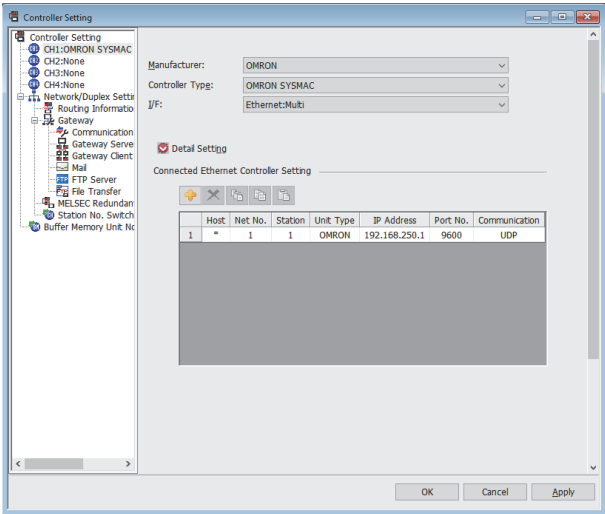 Controller Setting
Controller Setting
CH1:OMRON SYSMAC
CH2:None
CH3:None
CH4:None
Network/Duplex Settin
Routing Informatio
Gateway
Communication
Gateway Serve
Gateway Client
Mail
FTP Server
File Transfer
MELSEC Redundan
Station No. Switch
Buffer Memory Unit No
Manufacturer: OMRON
Controller Type: OMRON SYSMAC
I/F: Ethernet:Multi
Detail Setting
Connected Ethernet Controller Setting
Host Net No. Station Unit Type IP Address Port No. Communication
1 * 1 1 OMRON 192.168.250.1 9600 UDP
OK Cancel Apply